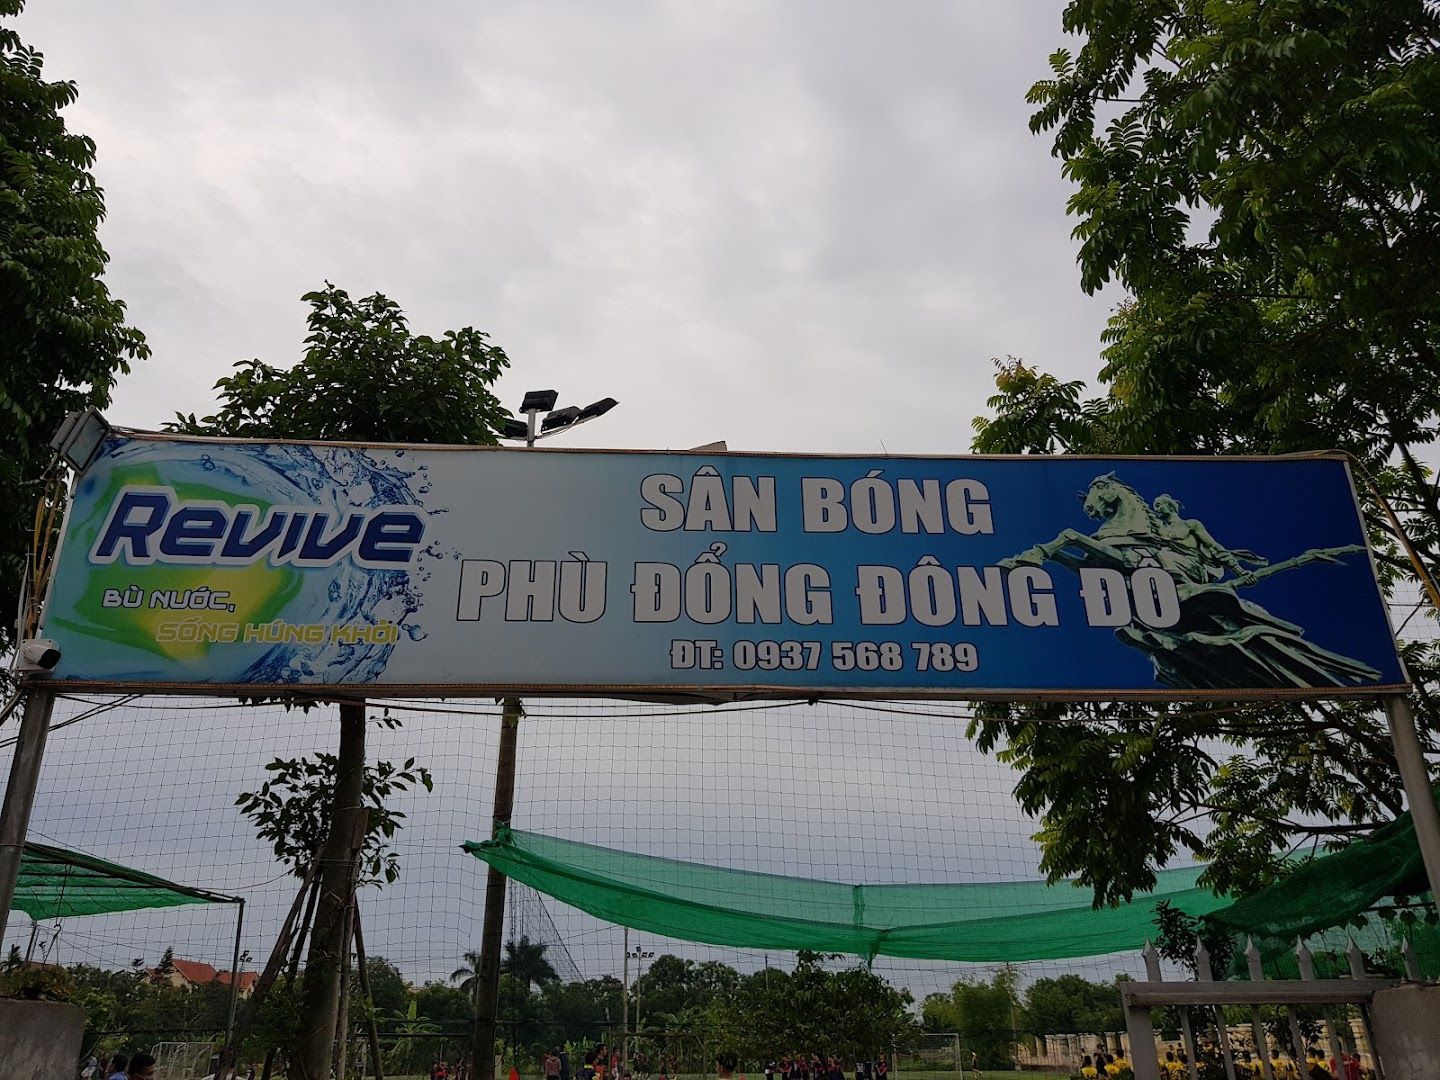 Revive
BÙ NƯỚC,
SỐNG HỨNG KHỞI
SÂN BÓNG
PHÙ ĐỔNG ĐÔNG ĐÔ
ĐT: 0937 568 789